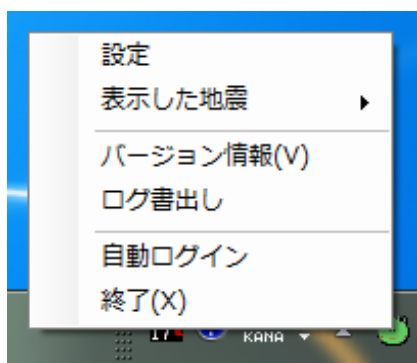 設定
表示した地震
バージョン情報(V)
ログ書出し
自動ログイン
終了(X)
KANA